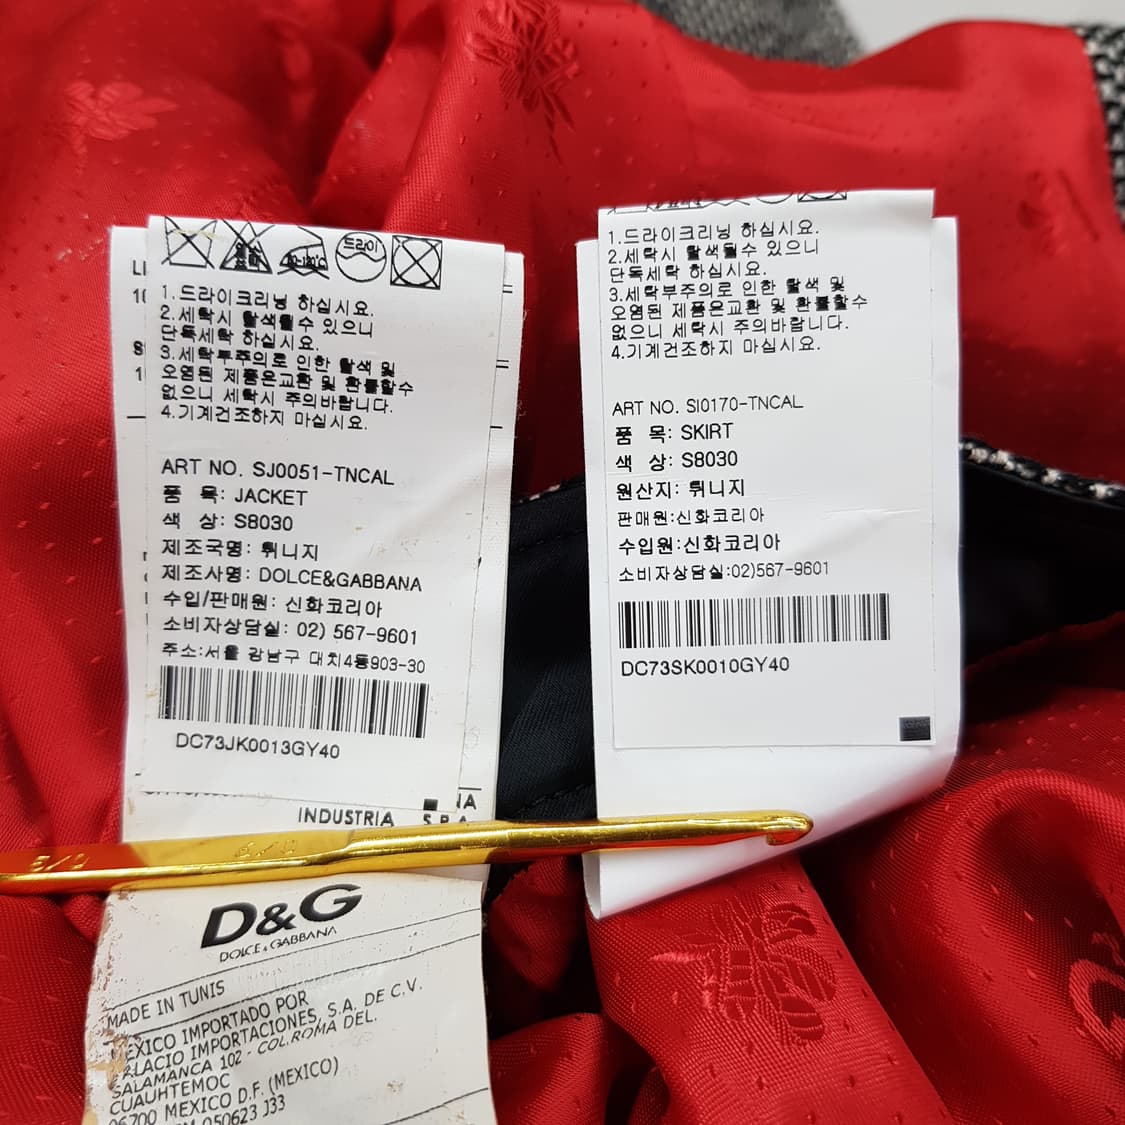 드라이
80-120℃
1.드라이크리닝 하십시요.
2.세탁시 탈색될수 있으니
단독세탁 하십시요.
3.세탁부주의로 인한 탈색 및
오염된 제품은교환 및 환불할수
없으니 세탁시 주의바랍니다.
4.기계건조하지 마십시요.
ART NO. SJ0051-TNCAL
품 목: JACKET
색 상: S8030
제조국명: 튀니지
제조사명: DOLCE&GABBANA
수입/판매원: 신화코리아
소비자상담실: 02) 567-9601
주소:서울 강남구 대치4동903-30
DC73JK0013GY40
INDUSTRIA S.P.A.
D&G
DOLCE & GABBANA
MADE IN TUNIS
MEXICO IMPORTADO POR
PALACIO IMPORTACIONES, S.A. DE C.V.
SALAMANCA 102 - COL.ROMA DEL.
CUAUHTEMOC
06700 MEXICO D.F. (MEXICO)
050623 J33
1.드라이크리닝 하십시요.
2.세탁시 탈색될수 있으니
단독세탁 하십시요.
3.세탁부주의로 인한 탈색 및
오염된 제품은교환 및 환불할수
없으니 세탁시 주의바랍니다.
4.기계건조하지 마십시요.
ART NO. SI0170-TNCAL
품 목: SKIRT
색 상: S8030
원산지: 튀니지
판매원:신화코리아
수입원:신화코리아
소비자상담실:02)567-9601
DC73SK0010GY40